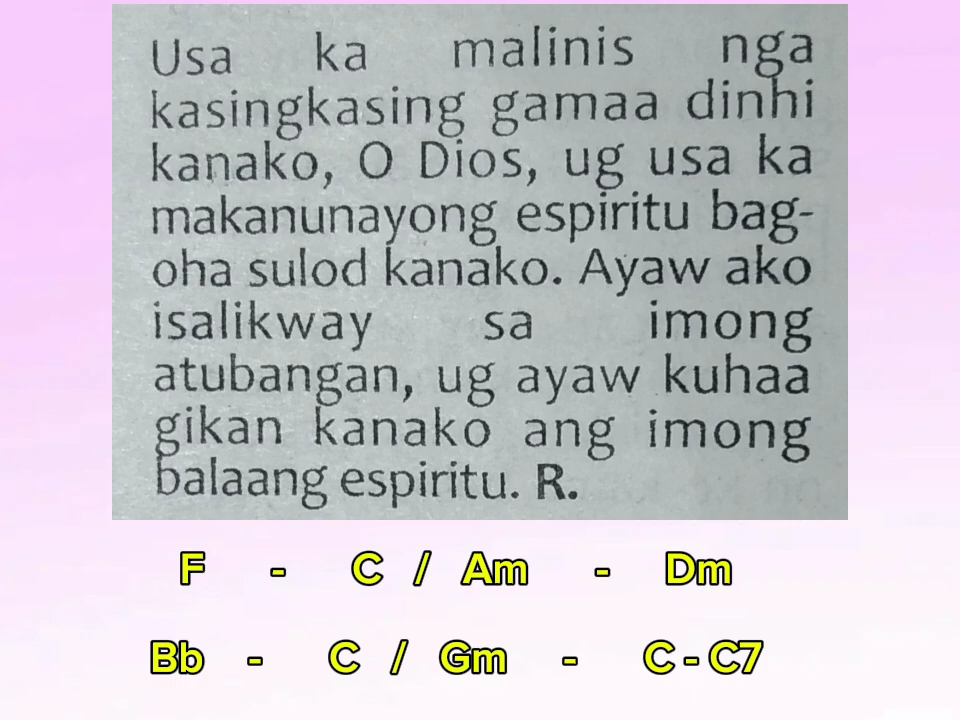 Usa ka malinis nga
kasingkasing gamaa dinhi
kanako, O Dios, ug usa ka
makanunayong espiritu bag-
oha sulod kanako. Ayaw ako
isalikway sa imong
atubangan, ug ayaw kuhaa
gikan kanako ang imong
balaang espiritu. R.
F - C / Am - Dm
Bb - C / Gm - C - C7